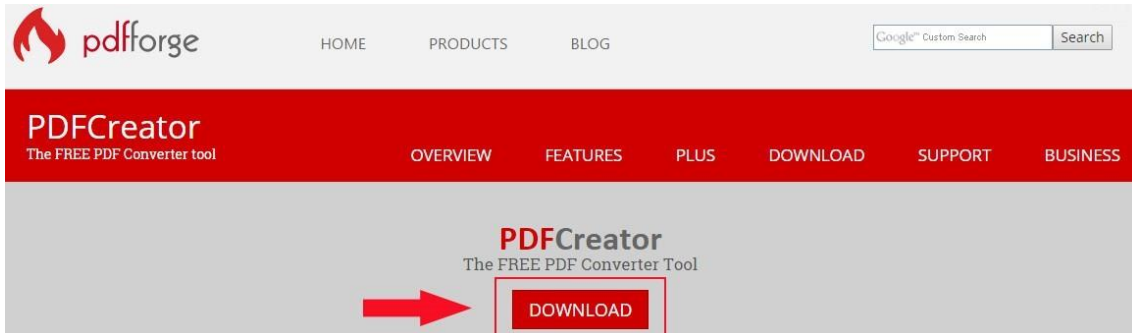 pdfforge
HOME PRODUCTS BLOG
Google™ Custom Search Search
PDFCreator
The FREE PDF Converter tool
OVERVIEW FEATURES PLUS DOWNLOAD SUPPORT BUSINESS
PDFCreator
The FREE PDF Converter Tool
DOWNLOAD